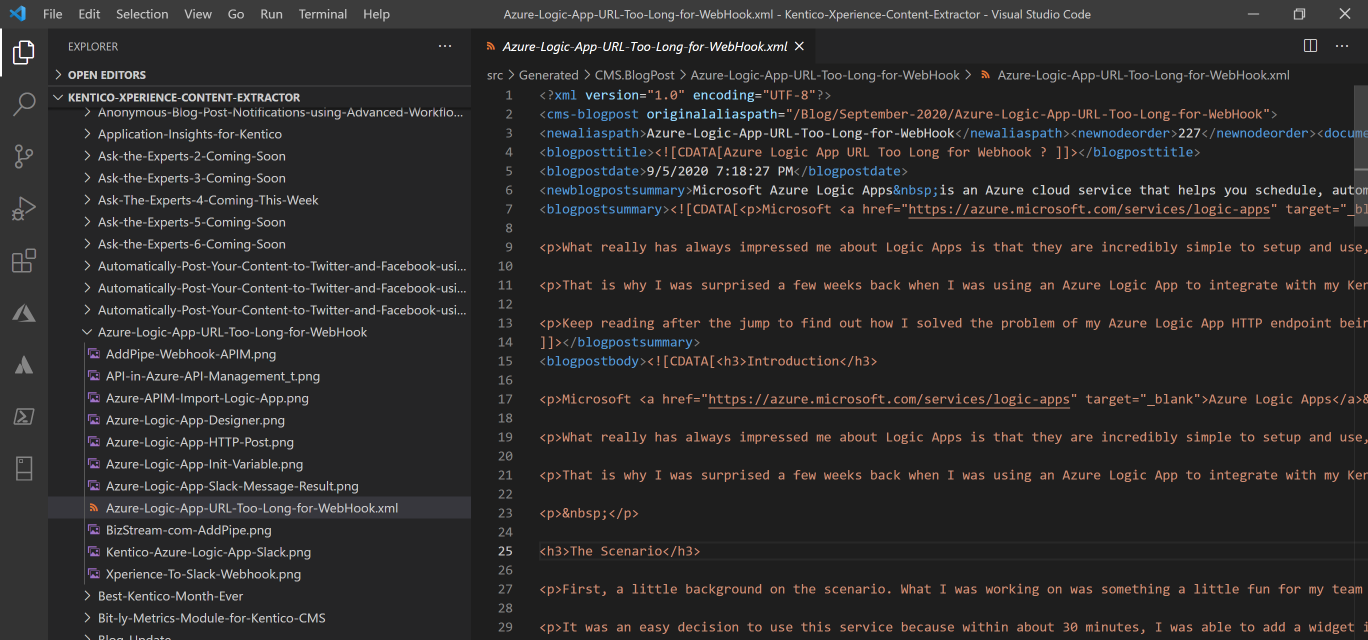 File Edit Selection View Go Run Terminal Help
Azure-Logic-App-URL-Too-Long-for-WebHook.xml - Kentico-Xperience-Content-Extractor - Visual Studio Code
EXPLORER
OPEN EDITORS
KENTICO-XPERIENCE-CONTENT-EXTRACTOR
Anonymous-Blog-Post-Notifications-using-Advanced-Workflo...
Application-Insights-for-Kentico
Ask-the-Experts-2-Coming-Soon
Ask-the-Experts-3-Coming-Soon
Ask-The-Experts-4-Coming-This-Week
Ask-the-Experts-5-Coming-Soon
Ask-the-Experts-6-Coming-Soon
Automatically-Post-Your-Content-to-Twitter-and-Facebook-usi...
Automatically-Post-Your-Content-to-Twitter-and-Facebook-usi...
Automatically-Post-Your-Content-to-Twitter-and-Facebook-usi...
Azure-Logic-App-URL-Too-Long-for-WebHook
AddPipe-Webhook-APIM.png
API-in-Azure-API-Management_t.png
Azure-APIM-Import-Logic-App.png
Azure-Logic-App-Designer.png
Azure-Logic-App-HTTP-Post.png
Azure-Logic-App-Init-Variable.png
Azure-Logic-App-Slack-Message-Result.png
Azure-Logic-App-URL-Too-Long-for-WebHook.xml
BizStream-com-AddPipe.png
Kentico-Azure-Logic-App-Slack.png
Xperience-To-Slack-Webhook.png
Best-Kentico-Month-Ever
Bit-ly-Metrics-Module-for-Kentico-CMS
Blog-Update
Azure-Logic-App-URL-Too-Long-for-WebHook.xml
src > Generated > CMS.BlogPost > Azure-Logic-App-URL-Too-Long-for-WebHook > Azure-Logic-App-URL-Too-Long-for-WebHook.xml
1 <?xml version="1.0" encoding="UTF-8"?>
2 <cms-blogpost originalaliaspath="/Blog/September-2020/Azure-Logic-App-URL-Too-Long-for-WebHook">
3 <newaliaspath>Azure-Logic-App-URL-Too-Long-for-WebHook</newaliaspath><newnodeorder>227</newnodeorder><docume
4 <blogposttitle><![CDATA[Azure Logic App URL Too Long for Webhook ? ]]></blogposttitle>
5 <blogpostdate>9/5/2020 7:18:27 PM</blogpostdate>
6 <newblogpostsummary>Microsoft Azure Logic Apps&nbsp;is an Azure cloud service that helps you schedule, autom
7 <blogpostsummary><![CDATA[<p>Microsoft <a href="https://azure.microsoft.com/services/logic-apps" target="_bl
8
9 <p>What really has always impressed me about Logic Apps is that they are incredibly simple to setup and use,
10
11 <p>That is why I was surprised a few weeks back when I was using an Azure Logic App to integrate with my Ken
12
13 <p>Keep reading after the jump to find out how I solved the problem of my Azure Logic App HTTP endpoint bein
14 ]]></blogpostsummary>
15 <blogpostbody><![CDATA[<h3>Introduction</h3>
16
17 <p>Microsoft <a href="https://azure.microsoft.com/services/logic-apps" target="_blank">Azure Logic Apps</a>&
18
19 <p>What really has always impressed me about Logic Apps is that they are incredibly simple to setup and use,
20
21 <p>That is why I was surprised a few weeks back when I was using an Azure Logic App to integrate with my Ken
22
23 <p>&nbsp;</p>
24
25 <h3>The Scenario</h3>
26
27 <p>First, a little background on the scenario. What I was working on was something a little fun for my team
28
29 <p>It was an easy decision to use this service because within about 30 minutes, I was able to add a widget